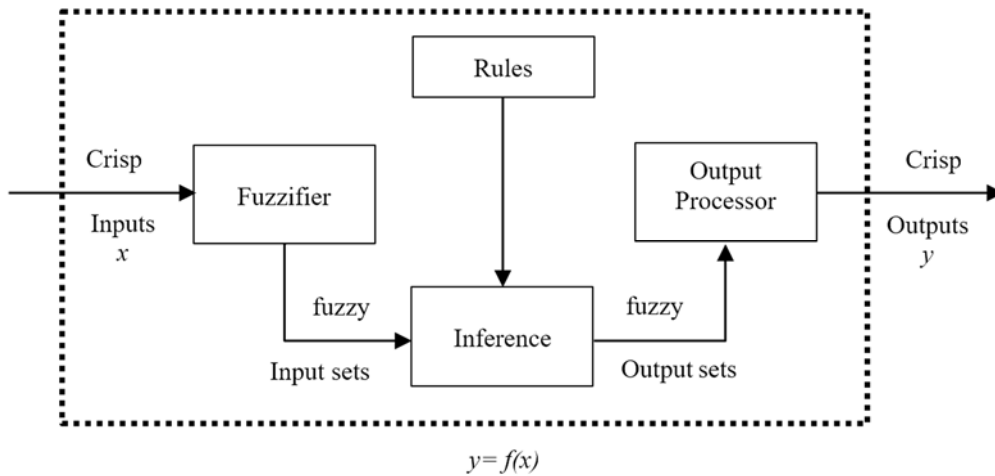 Rules
Crisp
Inputs
x
Fuzzifier
fuzzy
Input sets
Inference
fuzzy
Output sets
Output
Processor
Crisp
Outputs
y
y= f(x)